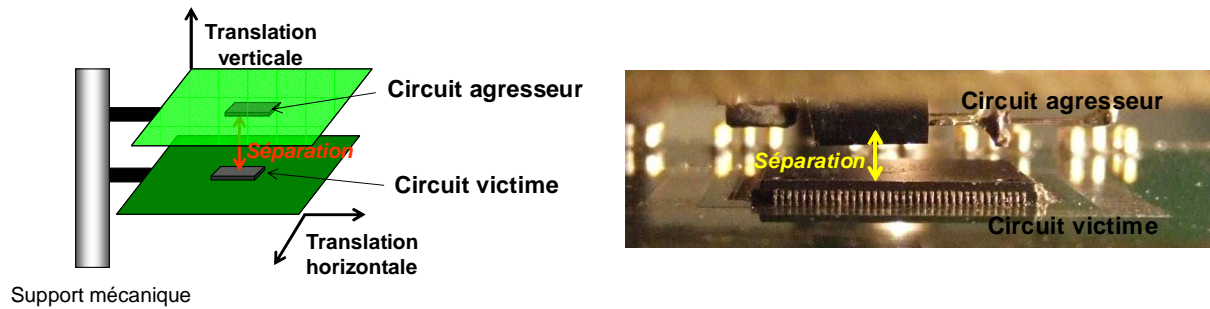 Translation
verticale
Circuit agresseur
Séparation
Circuit victime
Translation
horizontale
Support mécanique
Circuit agresseur
Séparation
Circuit victime